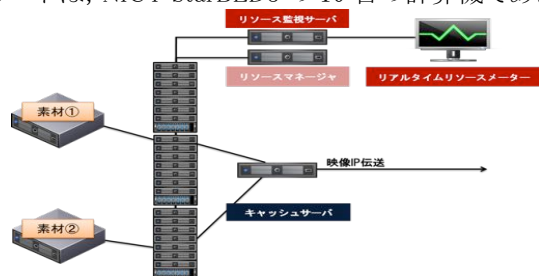 リソース監視サーバ
リソースマネージャ
リアルタイムリソースメーター
素材①
映像IP伝送
キャッシュサーバ
素材②